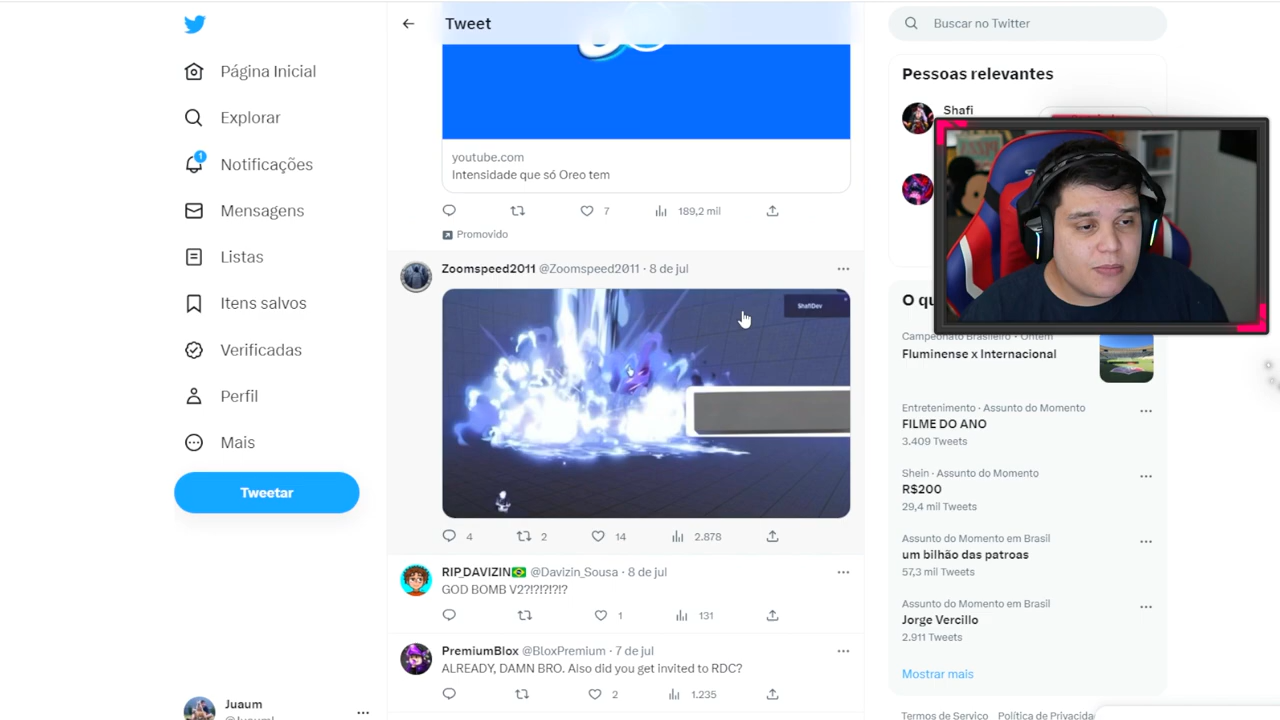 Tweet
Buscar no Twitter
Página Inicial
Explorar
1
Notificações
Mensagens
Listas
Itens salvos
Verificadas
Perfil
Mais
Tweetar
Juaum
youtube.com
Intensidade que só Oreo tem
7
189,2 mil
Promovido
Zoomspeed2011 @Zoomspeed2011 · 8 de jul
ShafiDev
4
2
14
2.878
RIP_DAVIZIN🇧🇷 @Davizin_Sousa · 8 de jul
GOD BOMB V2?!?!?!?!?
1
131
PremiumBlox @BloxPremium · 7 de jul
ALREADY, DAMN BRO. Also did you get invited to RDC?
2
1.235
Pessoas relevantes
Shafi
O qu
Campeonato Brasileiro · Ontem
Fluminense x Internacional
Entretenimento · Assunto do Momento
FILME DO ANO
3.409 Tweets
Shein · Assunto do Momento
R$200
29,4 mil Tweets
Assunto do Momento em Brasil
um bilhão das patroas
57,3 mil Tweets
Assunto do Momento em Brasil
Jorge Vercillo
2.911 Tweets
Mostrar mais
Termos de Serviço Política de Privacida